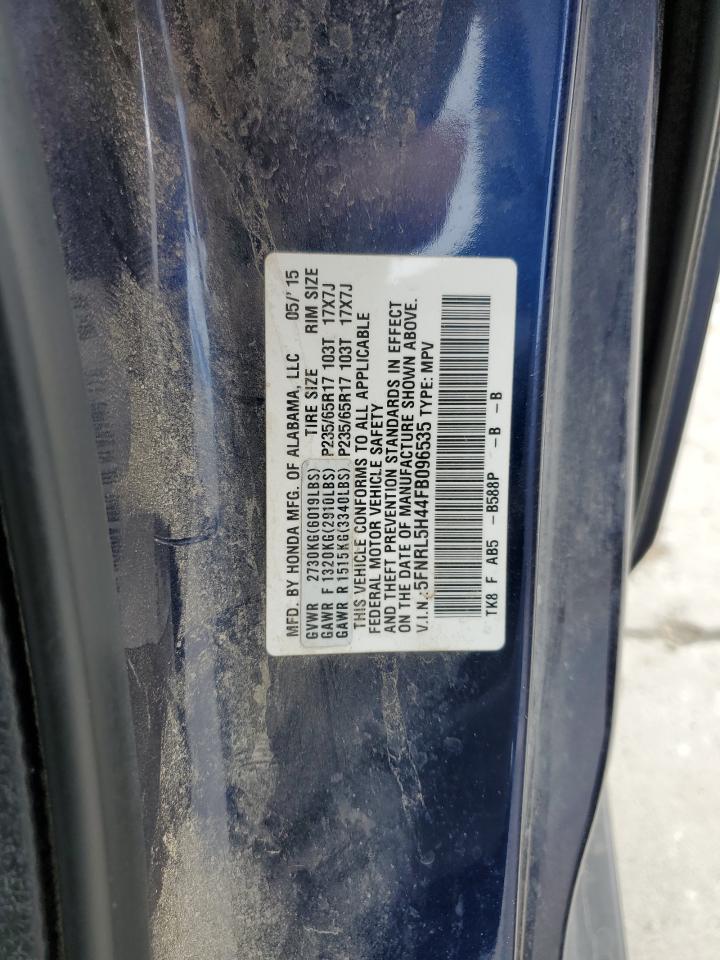 MFD. BY HONDA MFG. OF ALABAMA, LLC 05/'15
GVWR 2730KG(6019LBS) TIRE SIZE RIM SIZE
GAWR F 1320KG(2910LBS) P235/65R17 103T 17X7J
GAWR R 1515KG(3340LBS) P235/65R17 103T 17X7J
THIS VEHICLE CONFORMS TO ALL APPLICABLE
FEDERAL MOTOR VEHICLE SAFETY
AND THEFT PREVENTION STANDARDS IN EFFECT
ON THE DATE OF MANUFACTURE SHOWN ABOVE.
V.I.N.:5FNRL5H44FB096535 TYPE: MPV
TK8 F AB5 -B588P -B -B